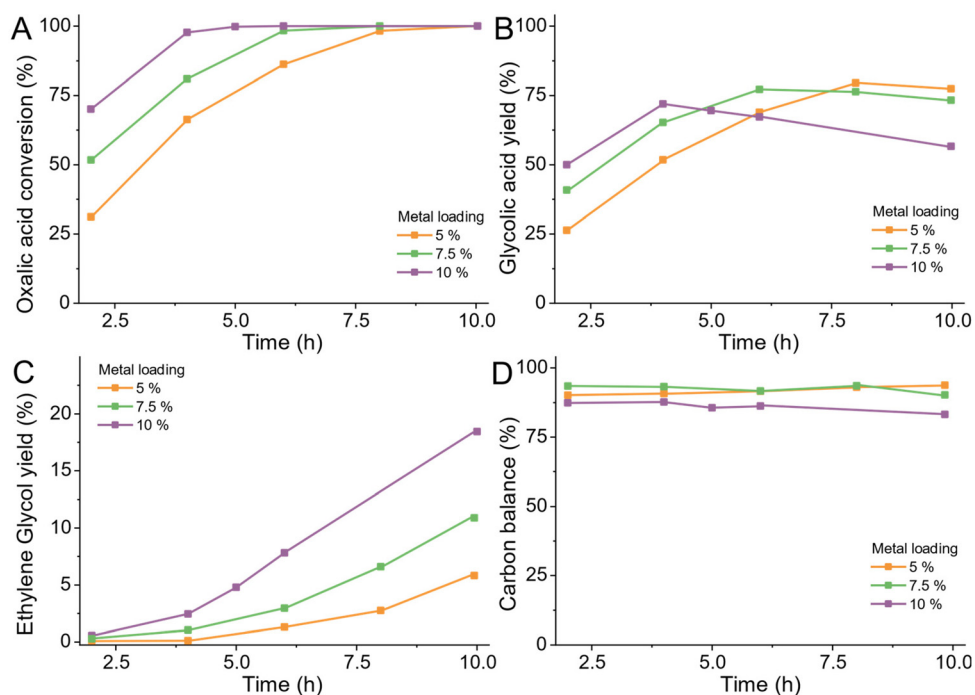 A
Oxalic acid conversion (%)
100
75
50
25
0
2.5 5.0 7.5 10.0
Time (h)
Metal loading
5 %
7.5 %
10 %
B
Glycolic acid yield (%)
100
75
50
25
0
2.5 5.0 7.5 10.0
Time (h)
Metal loading
5 %
7.5 %
10 %
C
Ethylene Glycol yield (%)
Metal loading
5 %
7.5 %
10 %
20
15
10
5
0
2.5 5.0 7.5 10.0
Time (h)
D
Carbon balance (%)
100
75
50
25
0
2.5 5.0 7.5 10.0
Time (h)
Metal loading
5 %
7.5 %
10 %